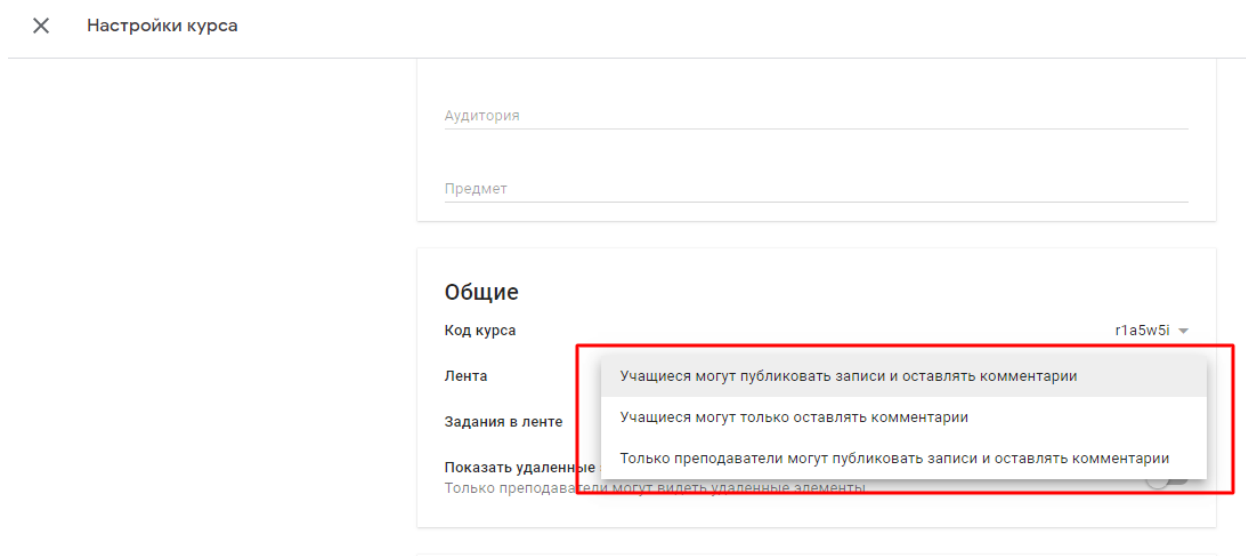 Настройки курса
Аудитория
Предмет
Общие
Код курса r1a5w5i
Лента Учащиеся могут публиковать записи и оставлять комментарии
Учащиеся могут только оставлять комментарии
Задания в ленте
Только преподаватели могут публиковать записи и оставлять комментарии
Показать удаленные
Только преподаватели могут видеть удаленные элементы